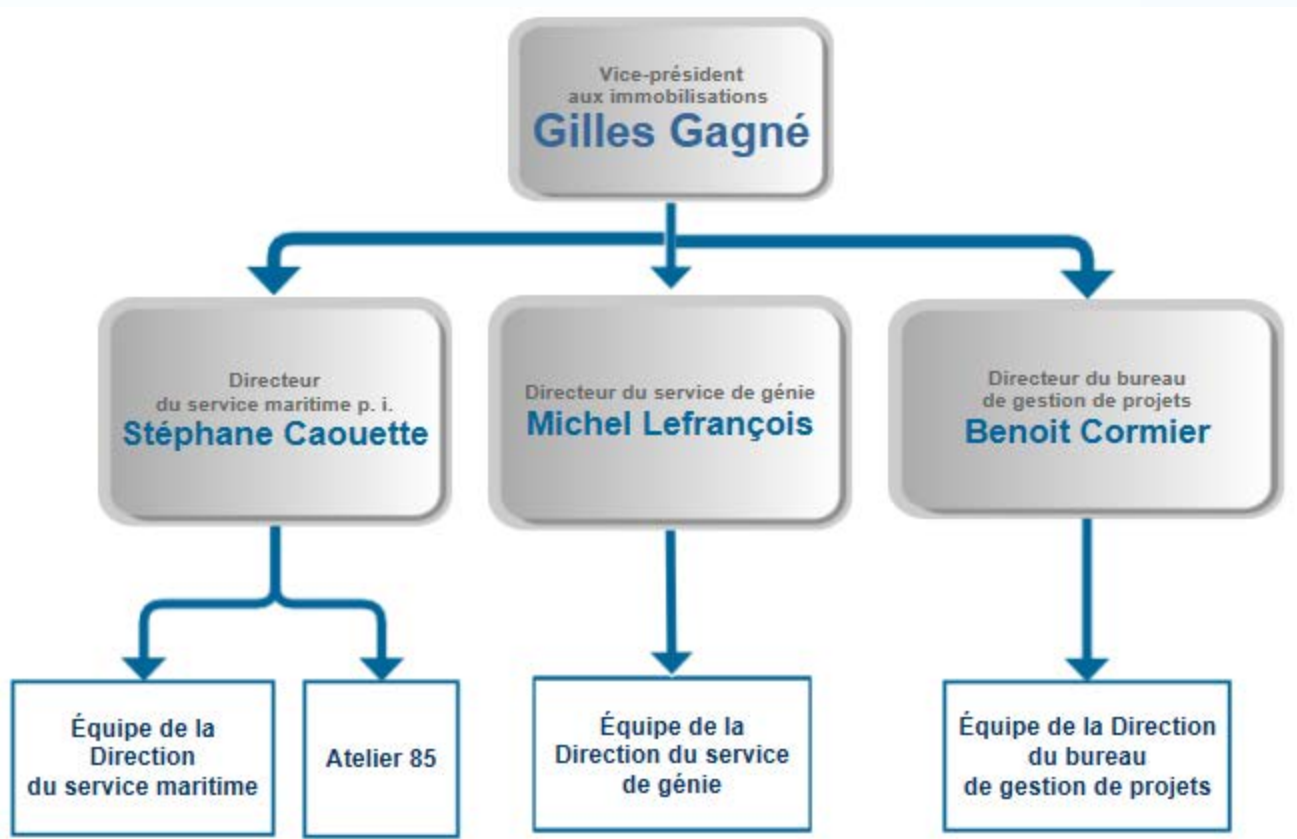 Vice-président
aux immobilisations
Gilles Gagné
Directeur
du service maritime p. i.
Stéphane Caouette
Directeur du service de génie
Michel Lefrançois
Directeur du bureau
de gestion de projets
Benoit Cormier
Équipe de la
Direction
du service maritime
Atelier 85
Équipe de la
Direction du service
de génie
Équipe de la Direction
du bureau
de gestion de projets